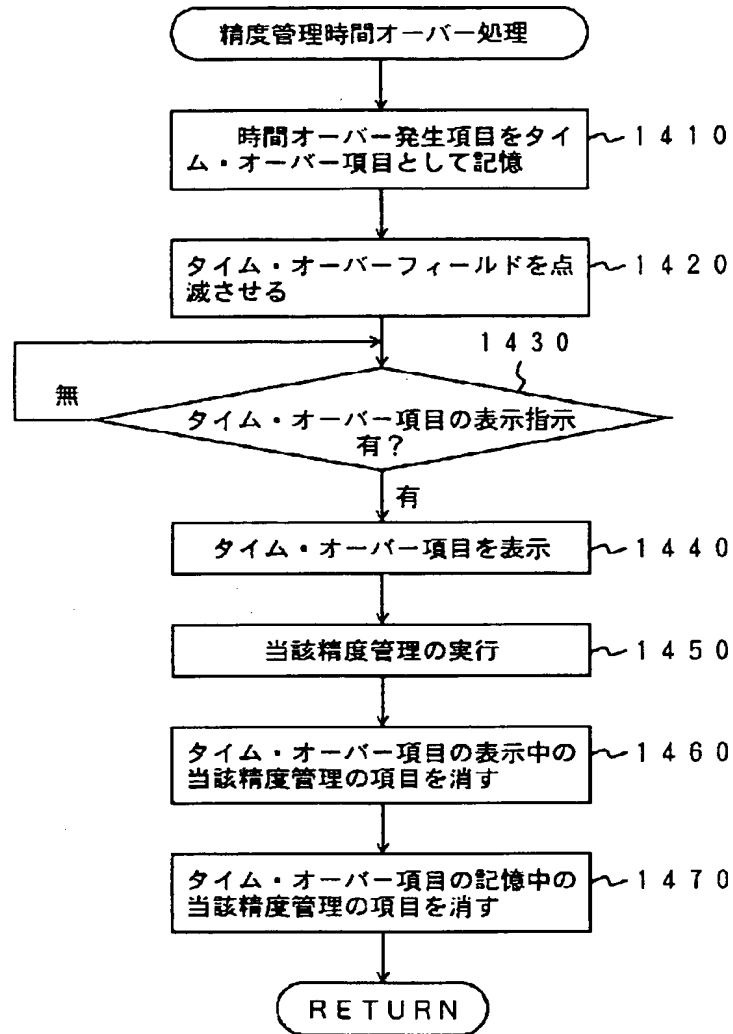 精度管理時間オーバー処理
時間オーバー発生項目をタイ
ム・オーバー項目として記憶
1410
タイム・オーバーフィールドを点
滅させる
1420
1430
無
タイム・オーバー項目の表示指示
有?
有
タイム・オーバー項目を表示
1440
当該精度管理の実行
1450
タイム・オーバー項目の表示中の
当該精度管理の項目を消す
1460
タイム・オーバー項目の記憶中の
当該精度管理の項目を消す
1470
RETURN